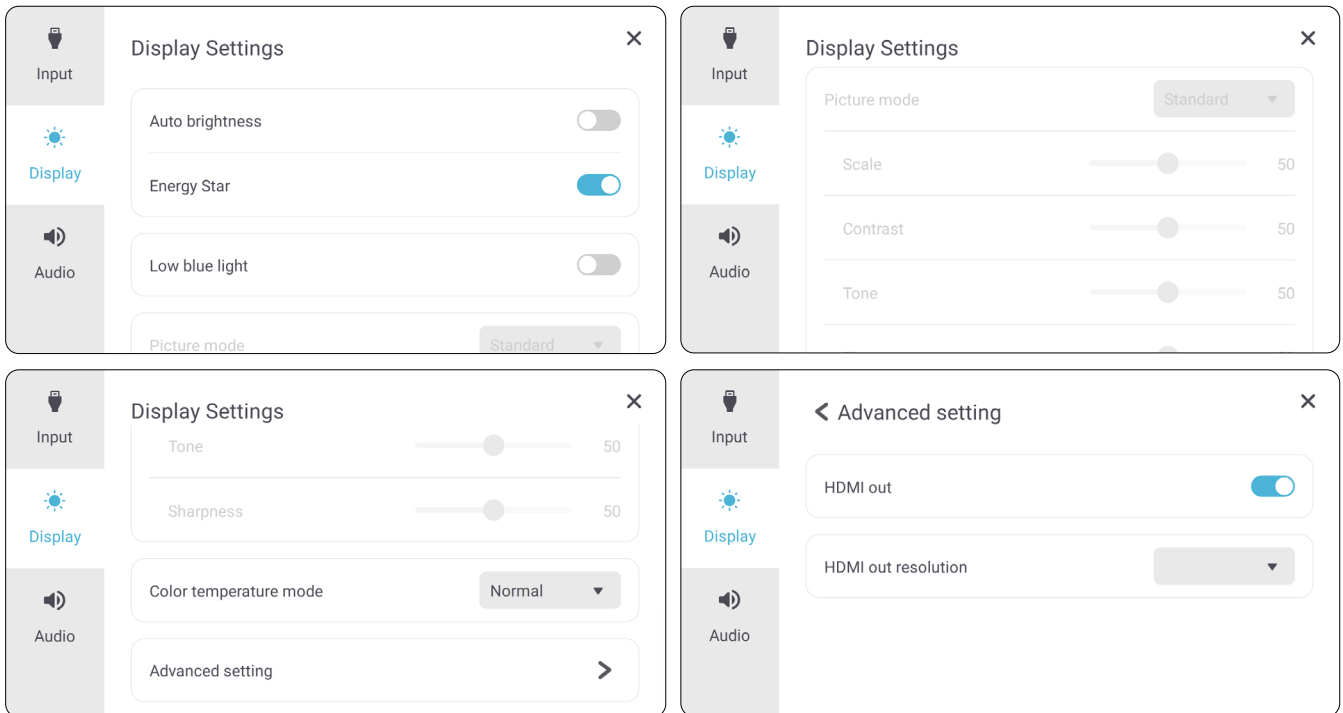 Input
Display
Audio
Display Settings
Auto brightness
Energy Star
Low blue light
Picture mode Standard
Input
Display
Audio
Display Settings
Picture mode Standard
Scale 50
Contrast 50
Tone 50
Input
Display
Audio
Display Settings
Tone 50
Sharpness 50
Color temperature mode Normal
Advanced setting
Input
Display
Audio
Advanced setting
HDMI out
HDMI out resolution